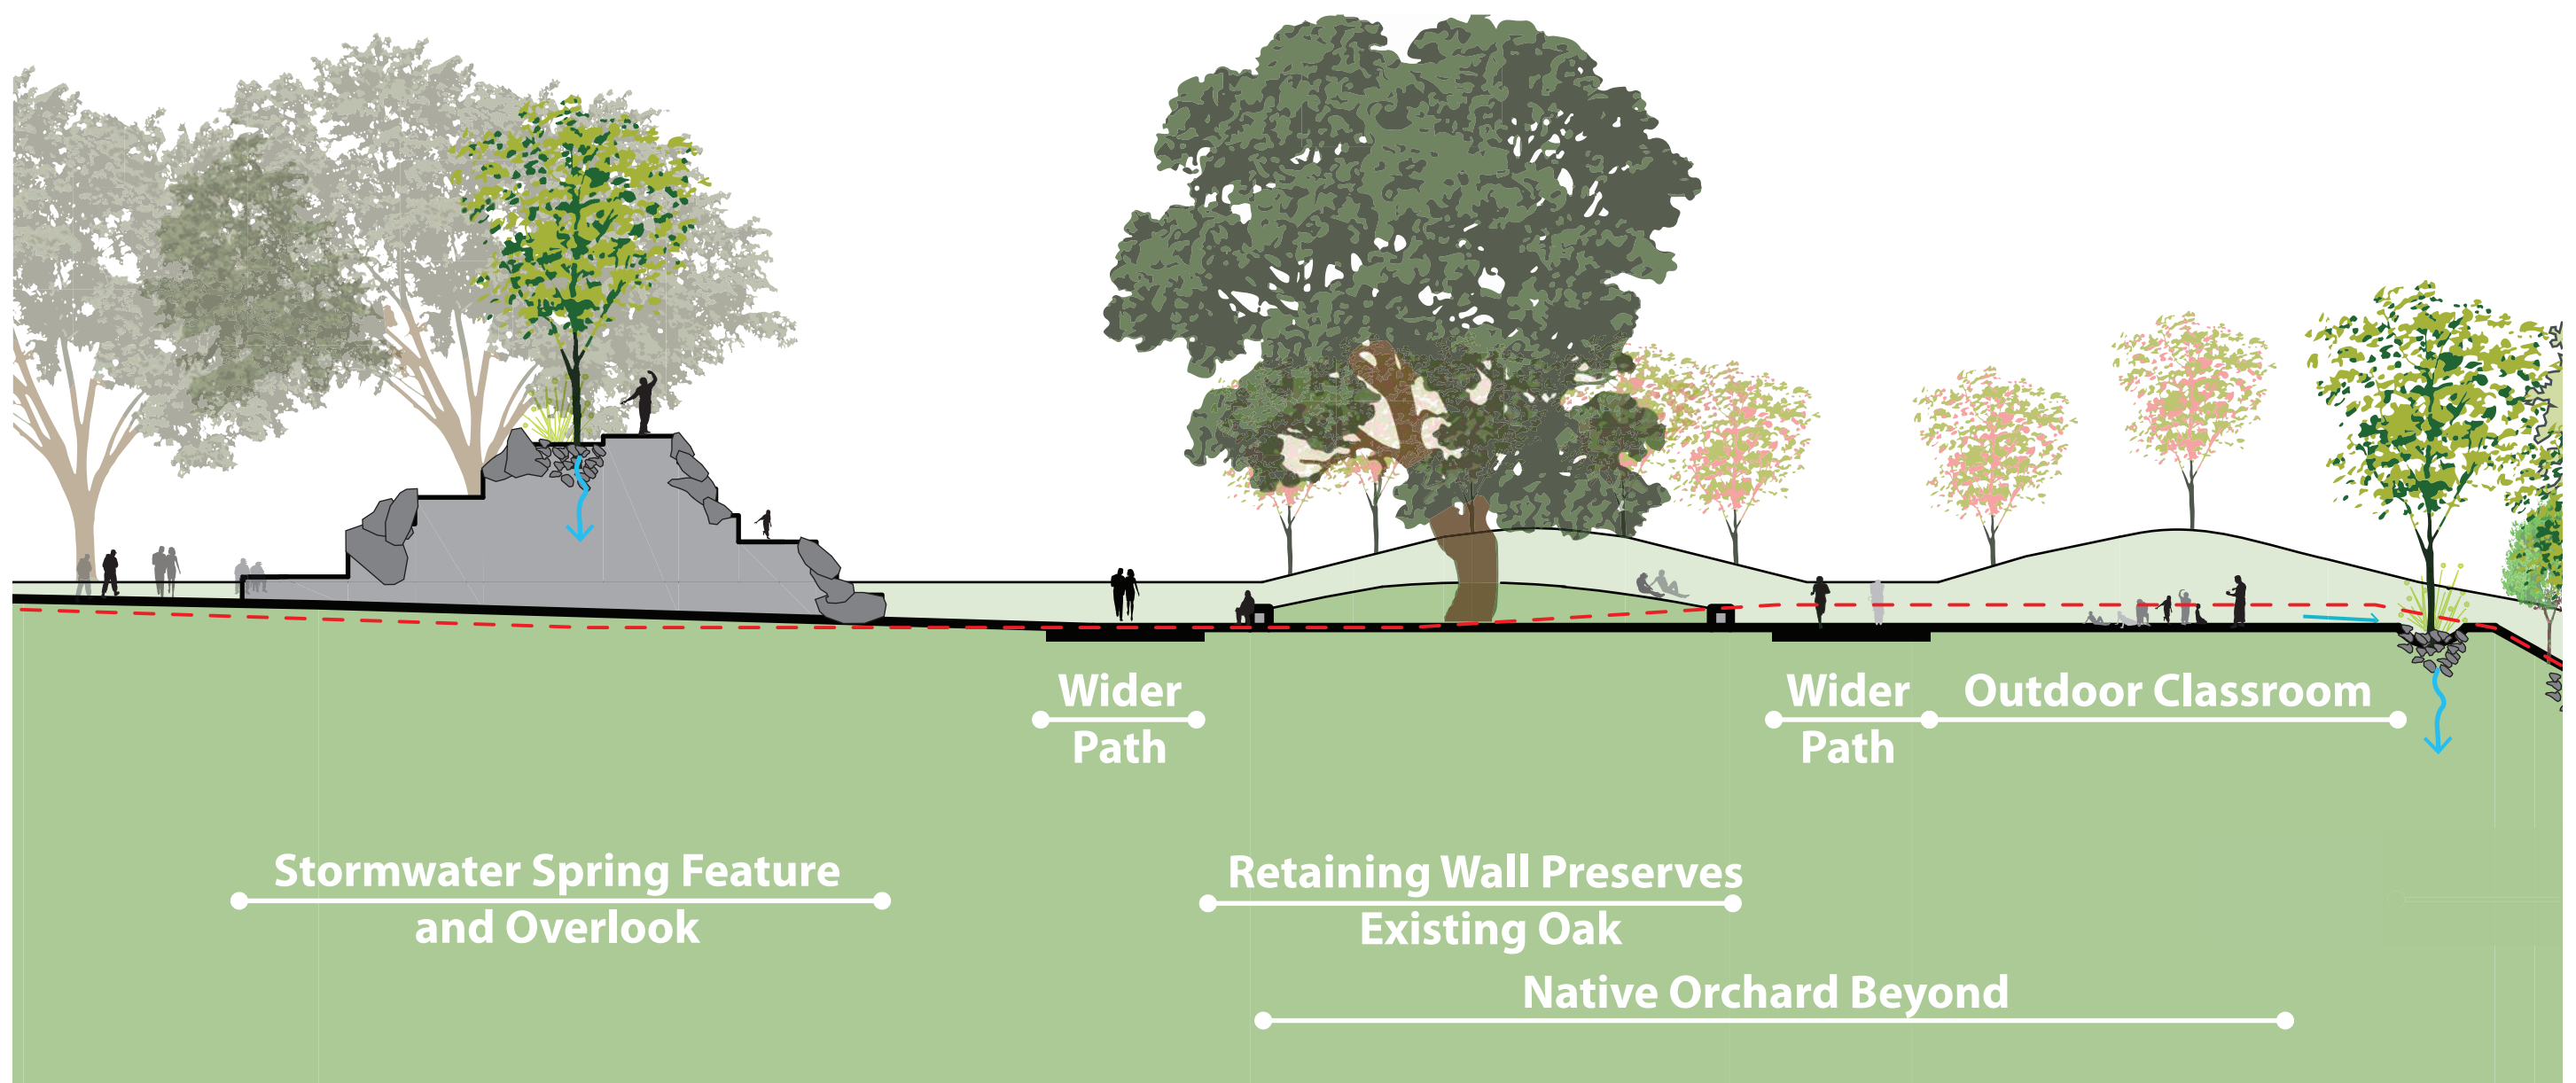 Wider
Path
Wider
Path
Outdoor Classroom
Stormwater Spring Feature
and Overlook
Retaining Wall Preserves
Existing Oak
Native Orchard Beyond